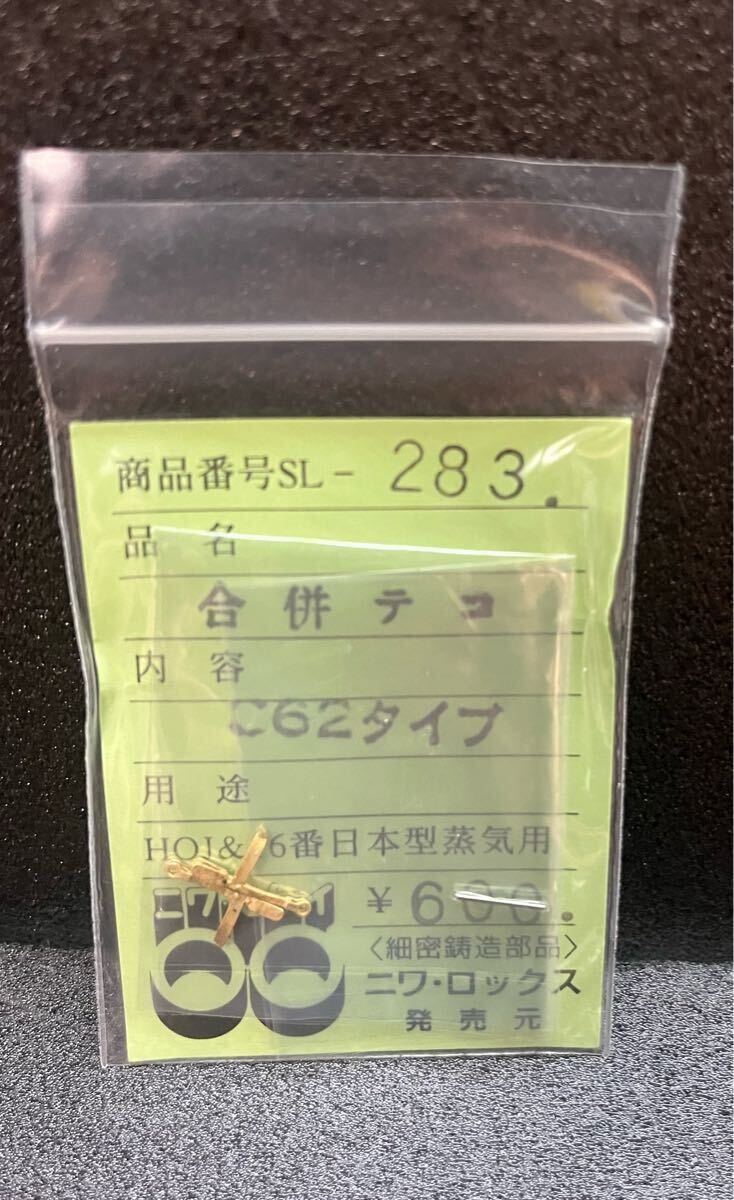 商品番号SL- 283.
品 名
合併テコ
内 容
C62タイプ
用 途
HOJ& 6番日本型蒸気用
ニワ
¥600.
〈細密鋳造部品〉
ニワ・ロックス
発売元